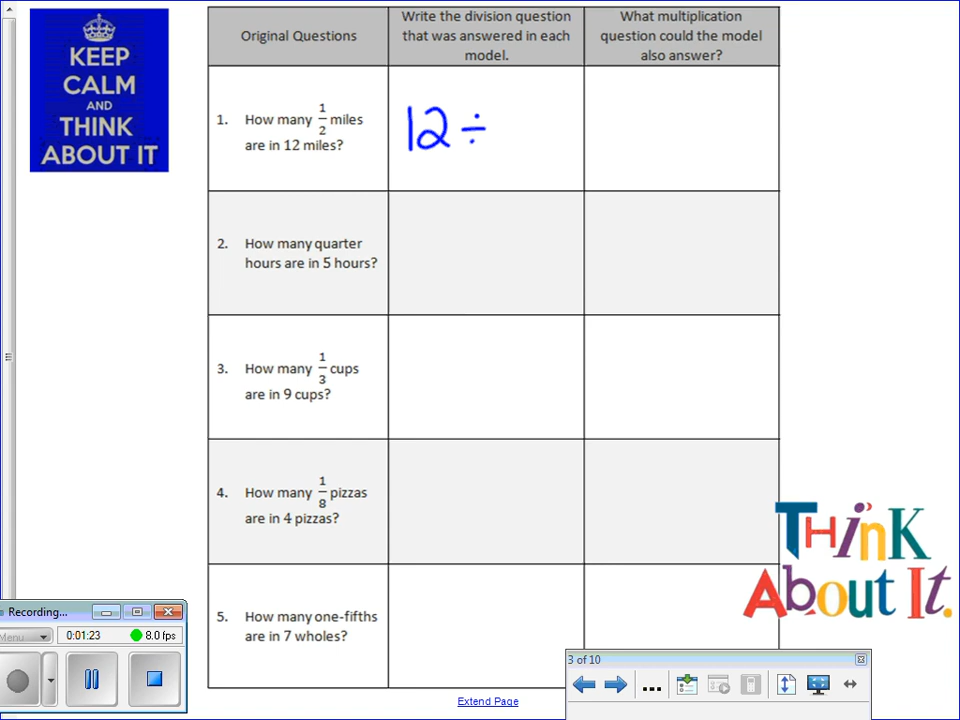 KEEP
CALM
AND
THINK
ABOUT IT
Original Questions
Write the division question
that was answered in each
model.
What multiplication
question could the model
also answer?
1. How many 1/2 miles
are in 12 miles?
12 ÷
2. How many quarter
hours are in 5 hours?
3. How many 1/3 cups
are in 9 cups?
4. How many 1/8 pizzas
are in 4 pizzas?
5. How many one-fifths
are in 7 wholes?
THiNK
About It.
Recording...
Menu
0:01:23
8.0 fps
3 of 10
Extend Page